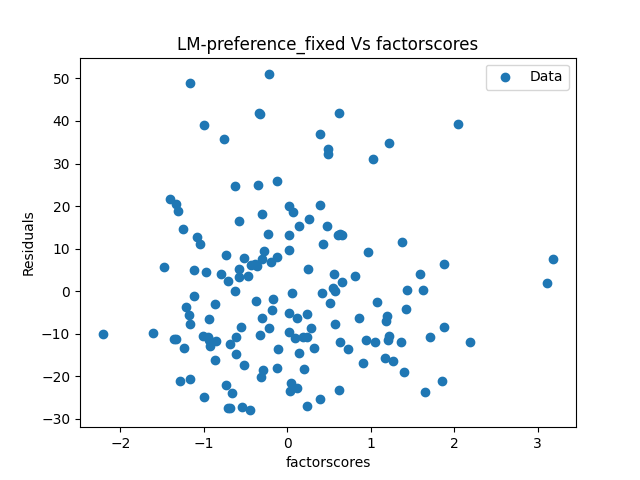 LM-preference_fixed Vs factorscores
Data
Residuals
50
40
30
20
10
0
−10
−20
−30
−2 −1 0 1 2 3
factorscores